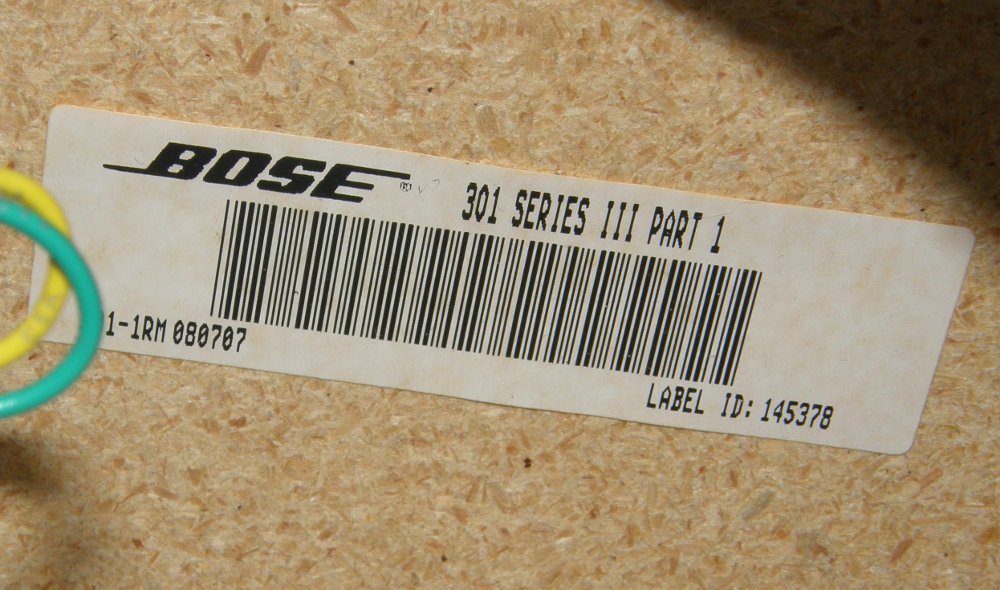 BOSE®
301 SERIES III PART 1
1-1RM 080707
LABEL ID: 145378